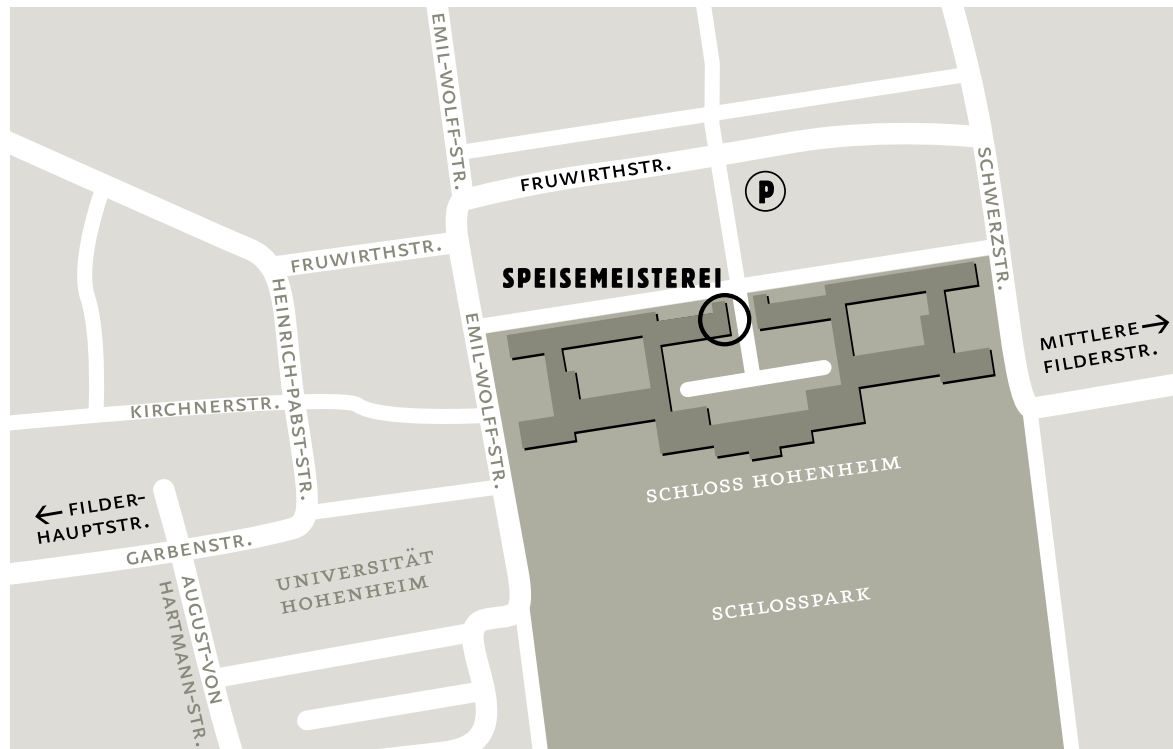 EMIL-WOLFF-STR.
FRUWIRTHSTR.
P
SCHWERZSTR.
FRUWIRTHSTR.
SPEISEMEISTEREI
HEINRICH-PABST-STR.
EMIL-WOLFF-STR.
MITTLERE→
FILDERSTR.
KIRCHNERSTR.
SCHLOSS HOHENHEIM
←FILDER-
HAUPTSTR.
GARBENSTR.
UNIVERSITÄT
HOHENHEIM
AUGUST-VON
HARTMANN-STR.
SCHLOSSPARK